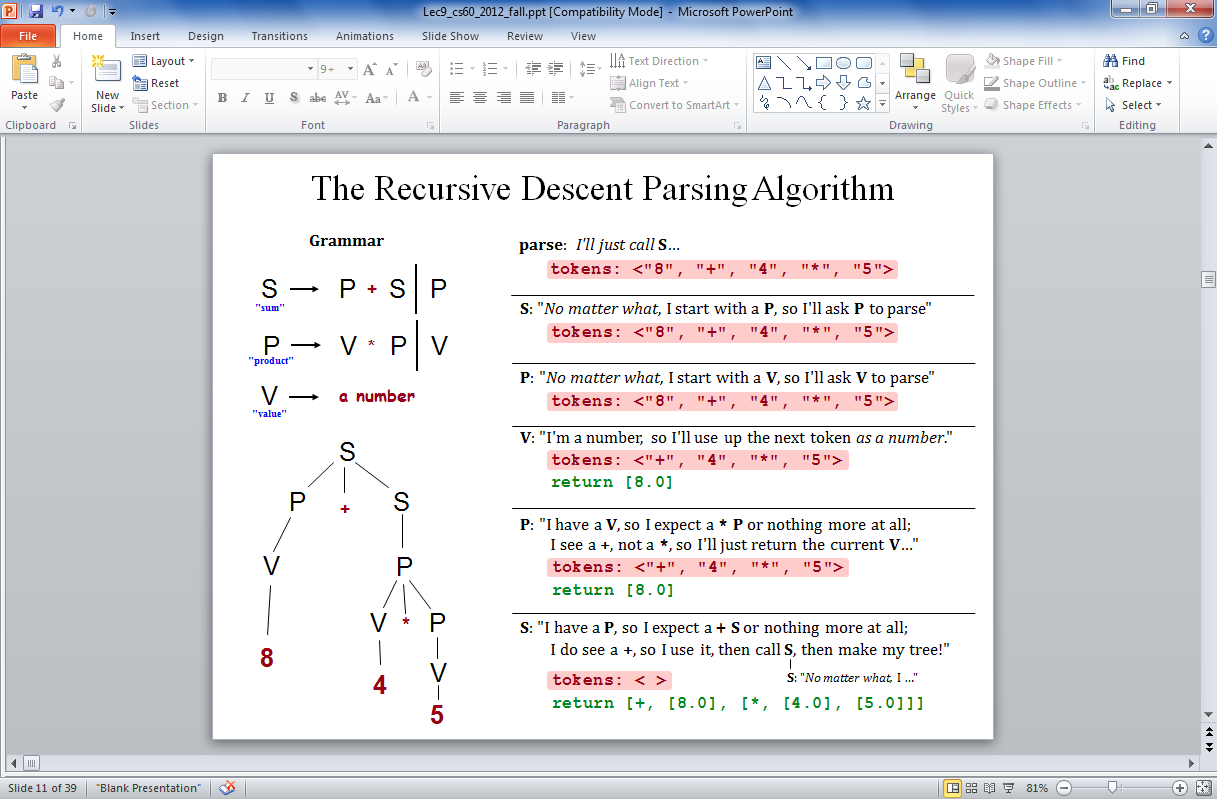 Lec9_cs60_2012_fall.ppt [Compatibility Mode] - Microsoft PowerPoint
File Home Insert Design Transitions Animations Slide Show Review View
Paste
New Slide
Layout
Reset
Section
9+
A A
B I U S abc AV Aa A
Text Direction
Align Text
Convert to SmartArt
Arrange
Quick Styles
Shape Fill
Shape Outline
Shape Effects
Find
Replace
Select
Clipboard Slides Font Paragraph Drawing Editing
The Recursive Descent Parsing Algorithm
Grammar
S → P + S | P
"sum"
P → V * P | V
"product"
V → a number
"value"
S
P + S
V P
V * P
8 4 V
5
parse: I'll just call S...
tokens: <"8", "+", "4", "*", "5">
S: "No matter what, I start with a P, so I'll ask P to parse"
tokens: <"8", "+", "4", "*", "5">
P: "No matter what, I start with a V, so I'll ask V to parse"
tokens: <"8", "+", "4", "*", "5">
V: "I'm a number, so I'll use up the next token as a number."
tokens: <"+", "4", "*", "5">
return [8.0]
P: "I have a V, so I expect a * P or nothing more at all;
I see a +, not a *, so I'll just return the current V..."
tokens: <"+", "4", "*", "5">
return [8.0]
S: "I have a P, so I expect a + S or nothing more at all;
I do see a +, so I use it, then call S, then make my tree!"
S: "No matter what, I ..."
tokens: < >
return [+, [8.0], [*, [4.0], [5.0]]]
Slide 11 of 39 "Blank Presentation" 81%